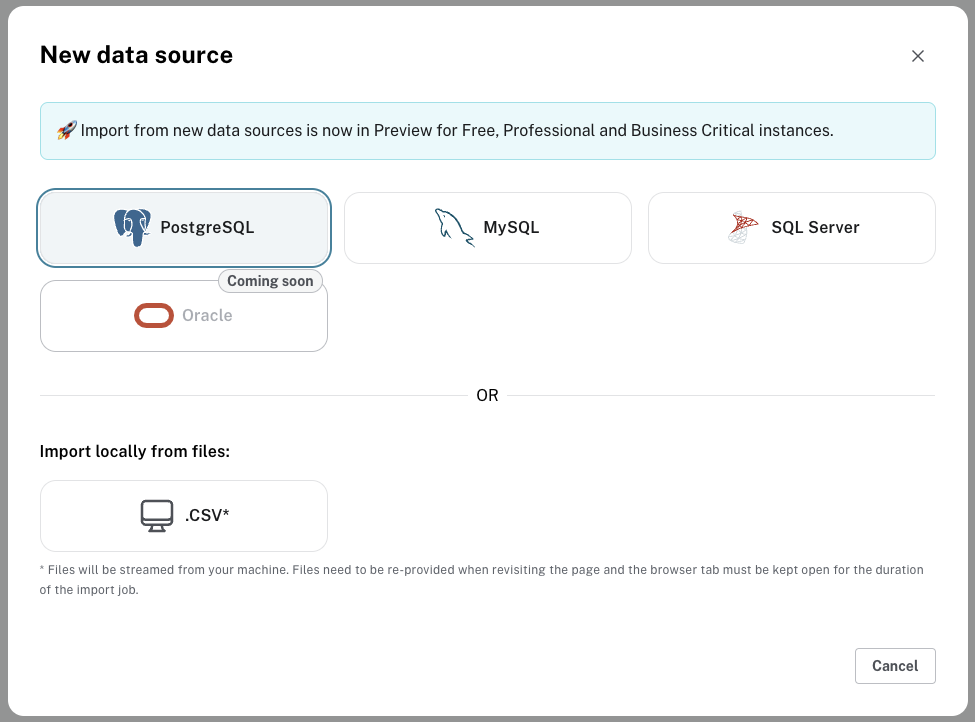 New data source
🚀 Import from new data sources is now in Preview for Free, Professional and Business Critical instances.
PostgreSQL
MySQL
SQL Server
Coming soon
Oracle
OR
Import locally from files:
.CSV*
* Files will be streamed from your machine. Files need to be re-provided when revisiting the page and the browser tab must be kept open for the duration
of the import job.
Cancel